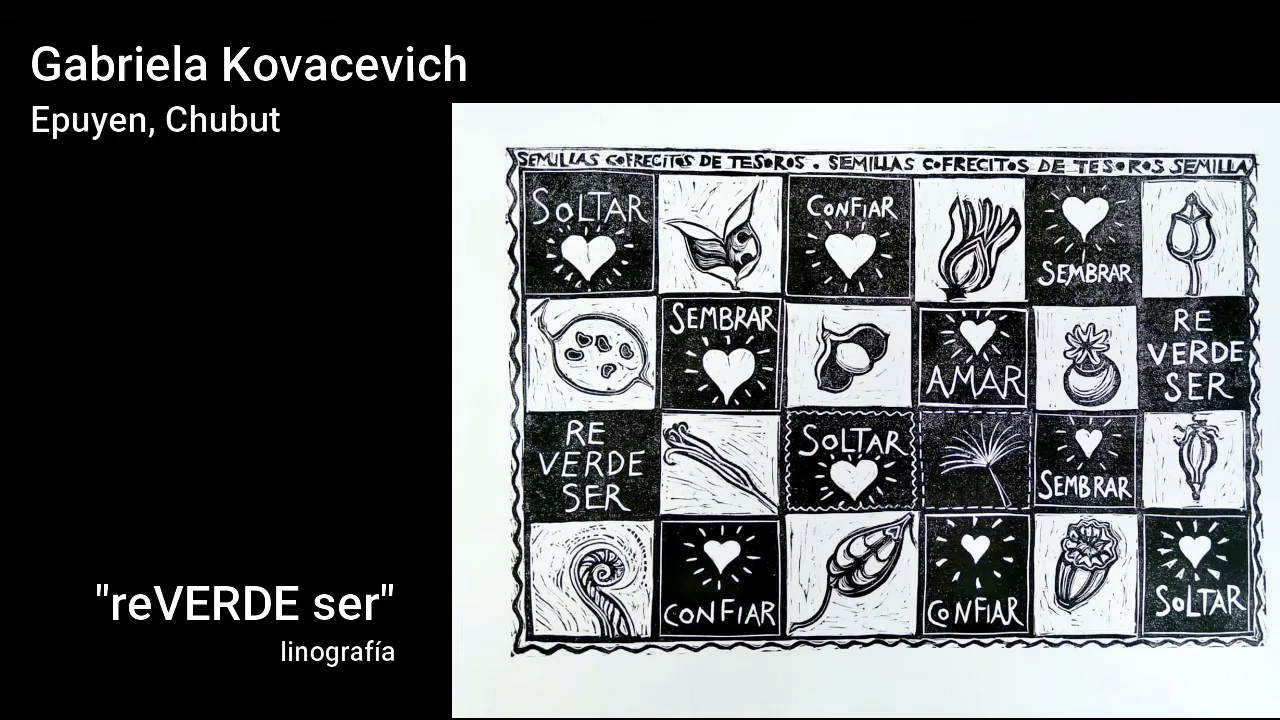 Gabriela Kovacevich
Epuyen, Chubut
SEMILLAS COFRECITOS DE TESOROS . SEMILLAS COFRECITOS DE TESOROS SEMILLA
SOLTAR
CONFIAR
SEMBRAR
SEMBRAR
AMAR
RE
VERDE
SER
RE
VERDE
SER
SOLTAR
SEMBRAR
CONFIAR
CONFIAR
SOLTAR
"reVERDE ser"
linografía